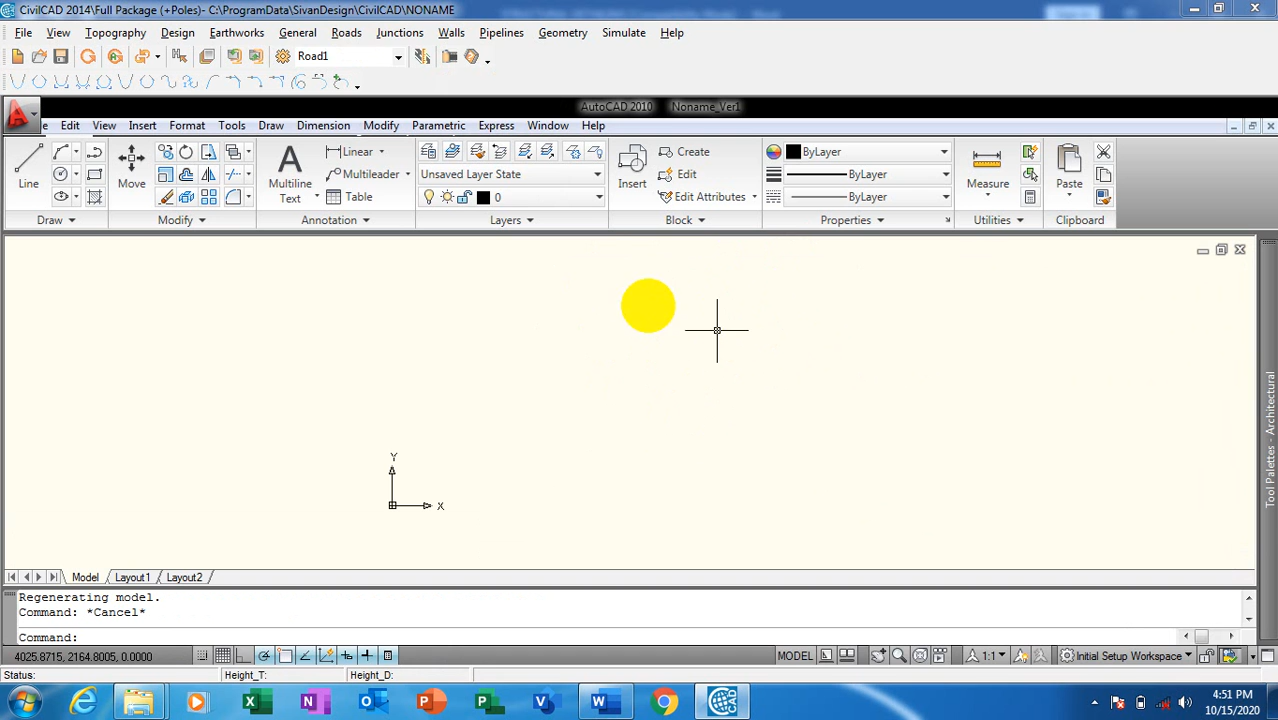 CivilCAD 2014\Full Package (+Poles)- C:\ProgramData\SivanDesign\CivilCAD\NONAME
File View Topography Design Earthworks General Roads Junctions Walls Pipelines Geometry Simulate Help
Road1
AutoCAD 2010 Noname_Ver1
Edit View Insert Format Tools Draw Dimension Modify Parametric Express Window Help
Line Move Multiline Text Linear Multileader Table
Unsaved Layer State
0
Insert Create Edit Edit Attributes
ByLayer
ByLayer
ByLayer
Measure Paste
Draw Modify Annotation Layers Block Properties Utilities Clipboard
Tool Palettes - Architectural
Y
X
Model Layout1 Layout2
Regenerating model.
Command: *Cancel*
Command:
4025.8715, 2164.8005, 0.0000 MODEL 1:1 Initial Setup Workspace
Status: Height_T: Height_D:
4:51 PM
10/15/2020